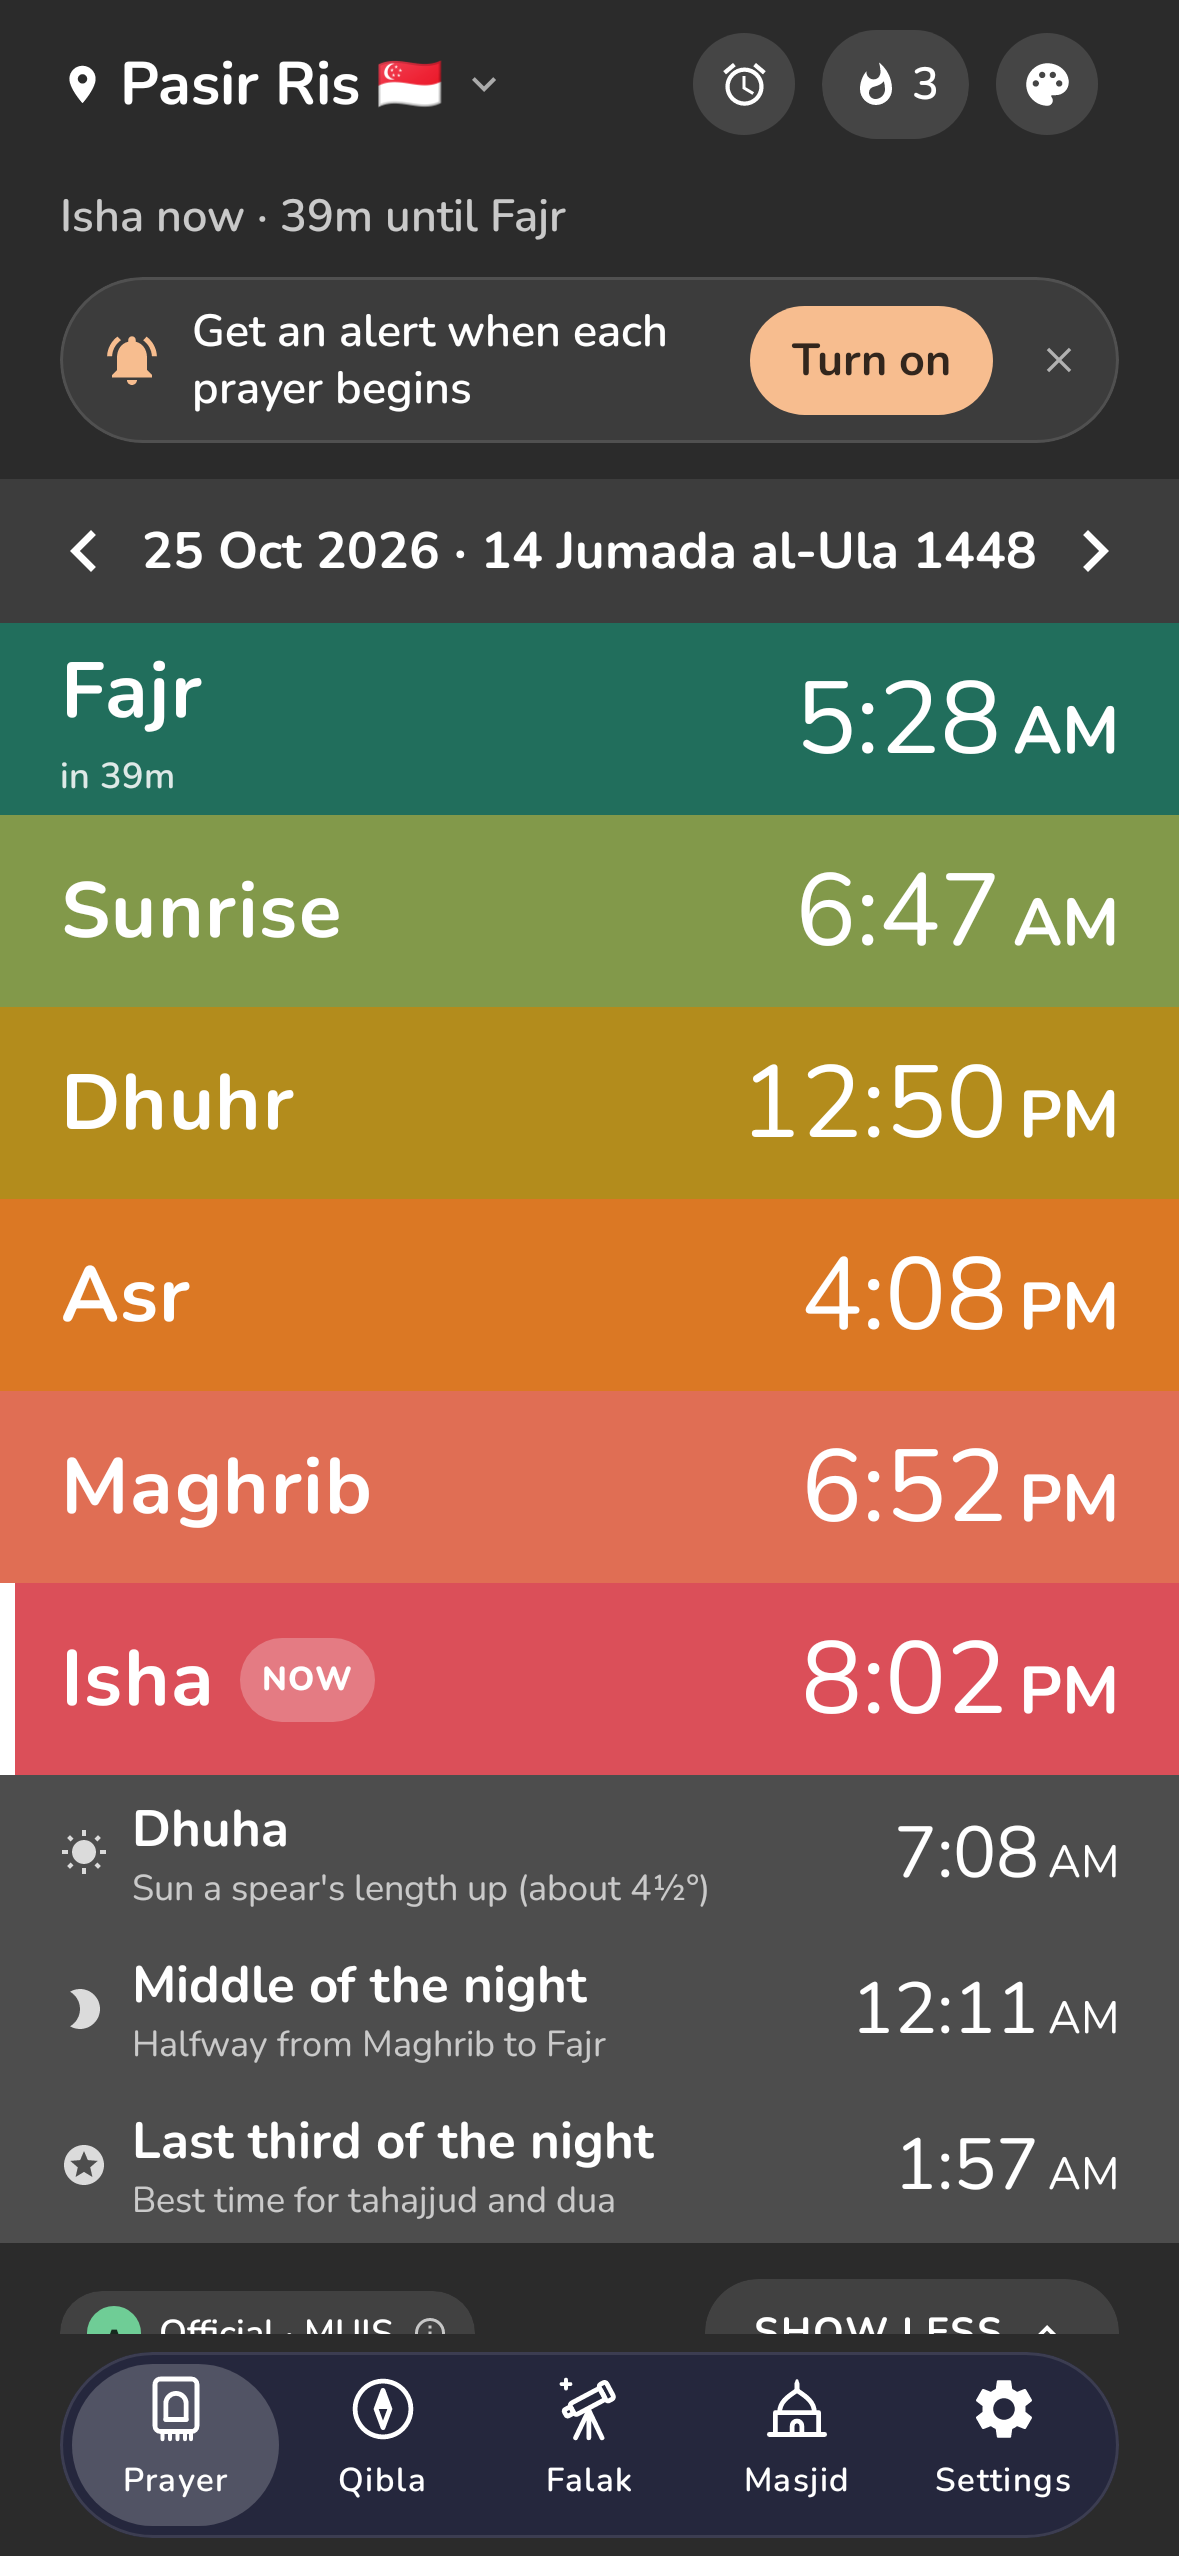 Pasir Ris 🇸🇬
3
Isha now · 39m until Fajr
Get an alert when each
prayer begins
Turn on
25 Oct 2026 · 14 Jumada al-Ula 1448
Fajr
5:28 AM
in 39m
Sunrise
6:47 AM
Dhuhr
12:50 PM
Asr
4:08 PM
Maghrib
6:52 PM
Isha NOW
8:02 PM
Dhuha
Sun a spear's length up (about 4½°)
7:08 AM
Middle of the night
Halfway from Maghrib to Fajr
12:11 AM
Last third of the night
Best time for tahajjud and dua
1:57 AM
Official · MUIS
SHOW LESS
Prayer
Qibla
Falak
Masjid
Settings